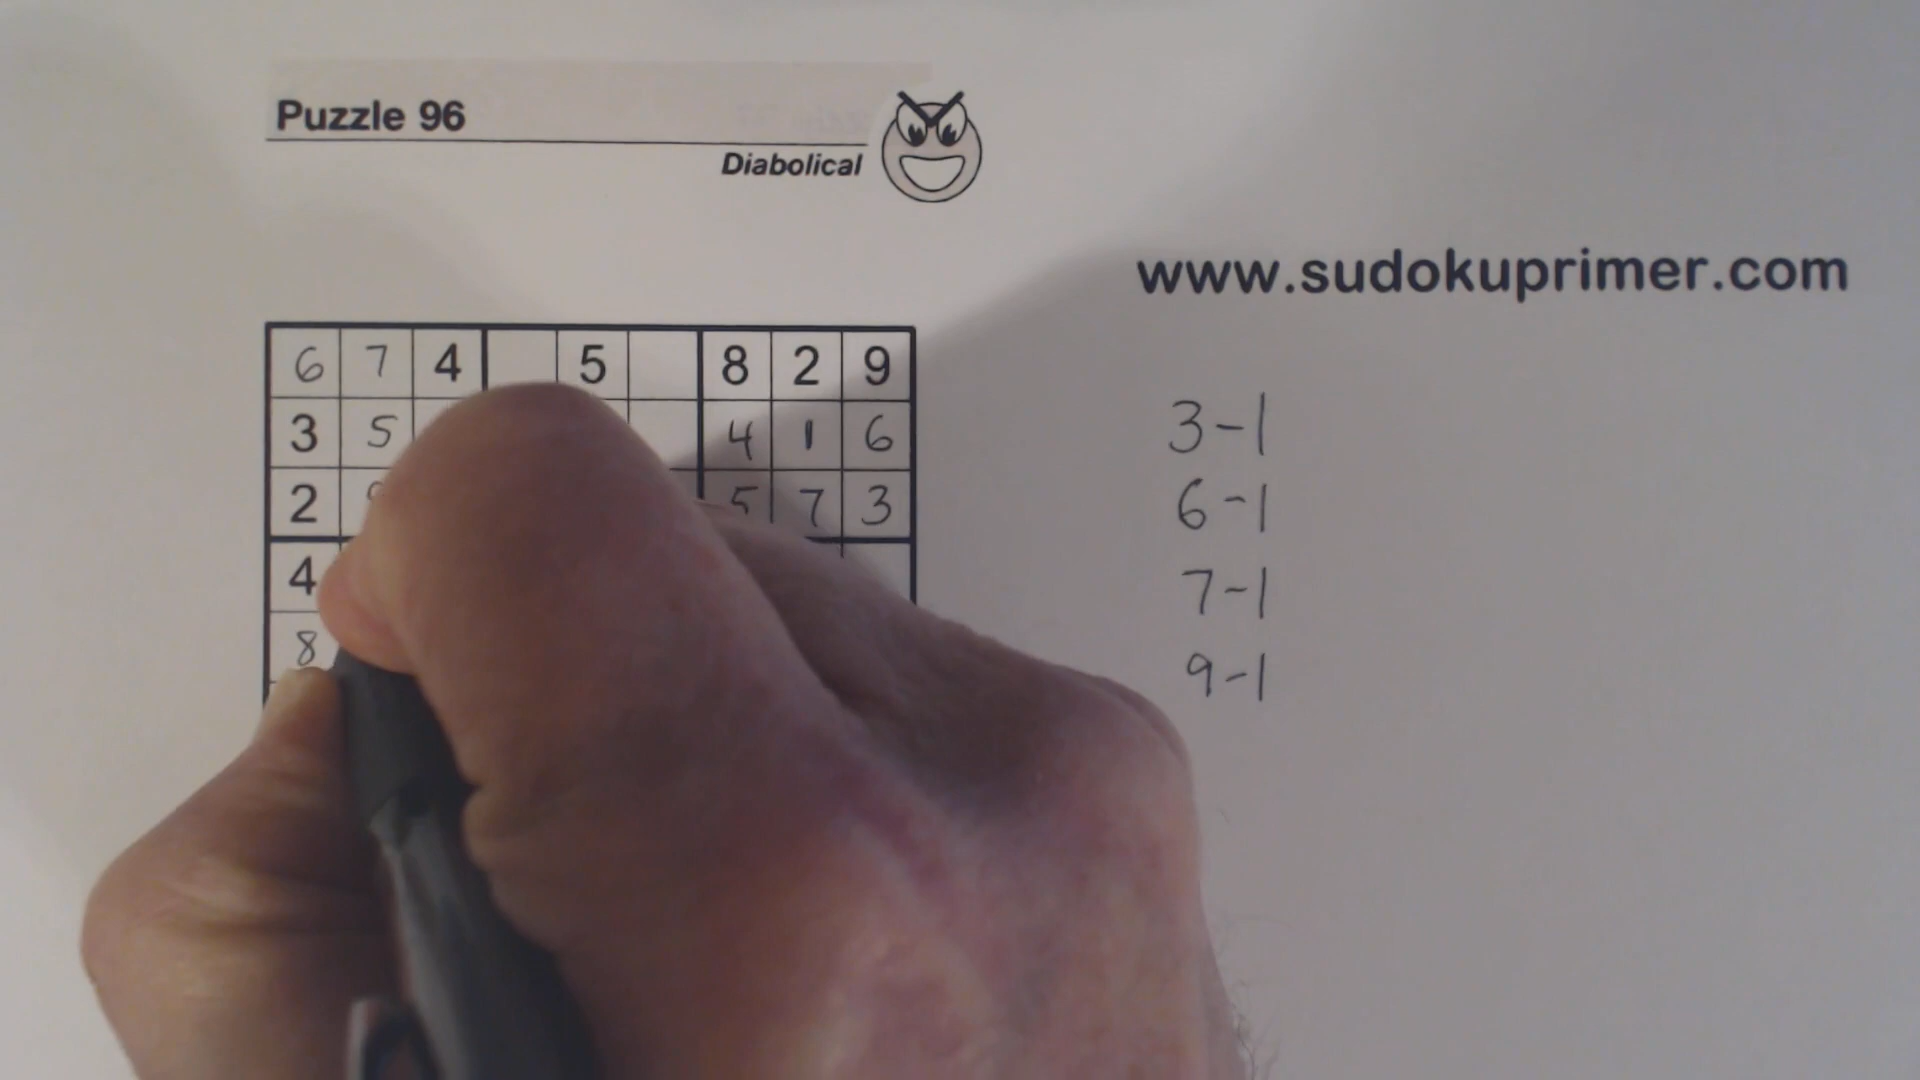 Puzzle 96
Diabolical
www.sudokuprimer.com
6 7 4 5 8 2 9
3 5 4 1 6
2 5 7 3
4
8
3-1
6-1
7-1
9-1